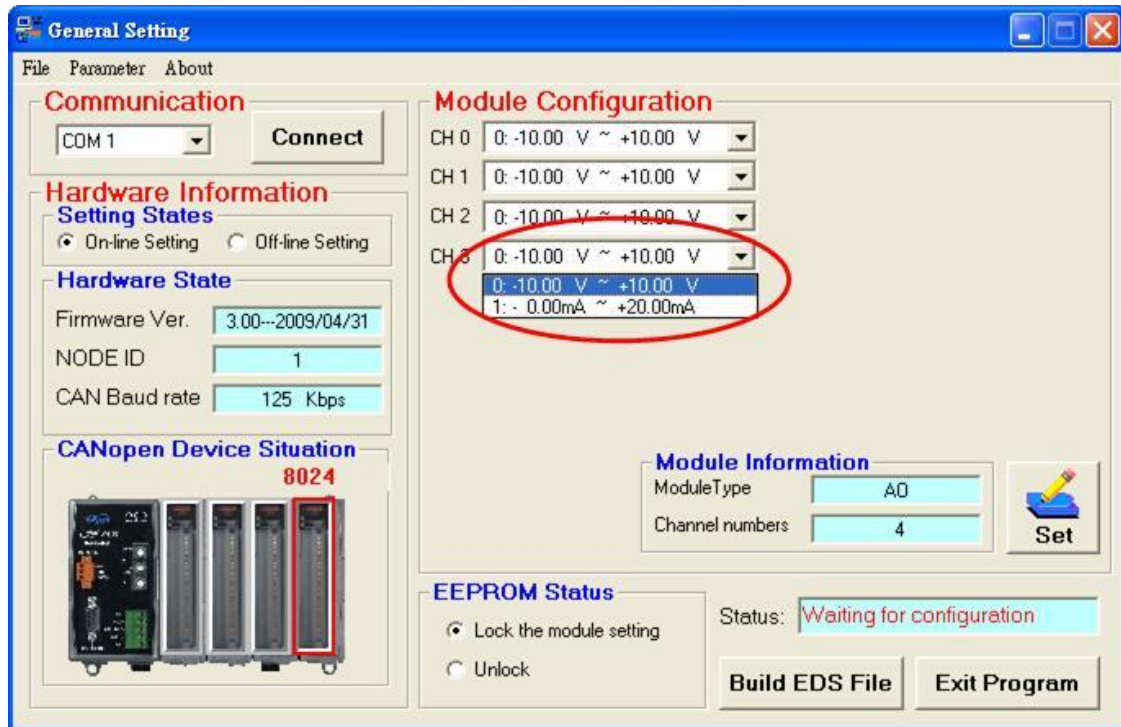 General Setting
File Parameter About
Communication
COM 1
Connect
Hardware Information
Setting States
On-line Setting
Off-line Setting
Hardware State
Firmware Ver. 3.00---2009/04/31
NODE ID 1
CAN Baud rate 125 Kbps
CANopen Device Situation
8024
Module Configuration
CH 0 0: -10.00 V ~ +10.00 V
CH 1 0: -10.00 V ~ +10.00 V
CH 2 0: -10.00 V ~ +10.00 V
CH 3 0: -10.00 V ~ +10.00 V
0: -10.00 V ~ +10.00 V
1: - 0.00mA ~ +20.00mA
Module Information
ModuleType AO
Channel numbers 4
Set
EEPROM Status
Lock the module setting
Unlock
Status: Waiting for configuration
Build EDS File
Exit Program